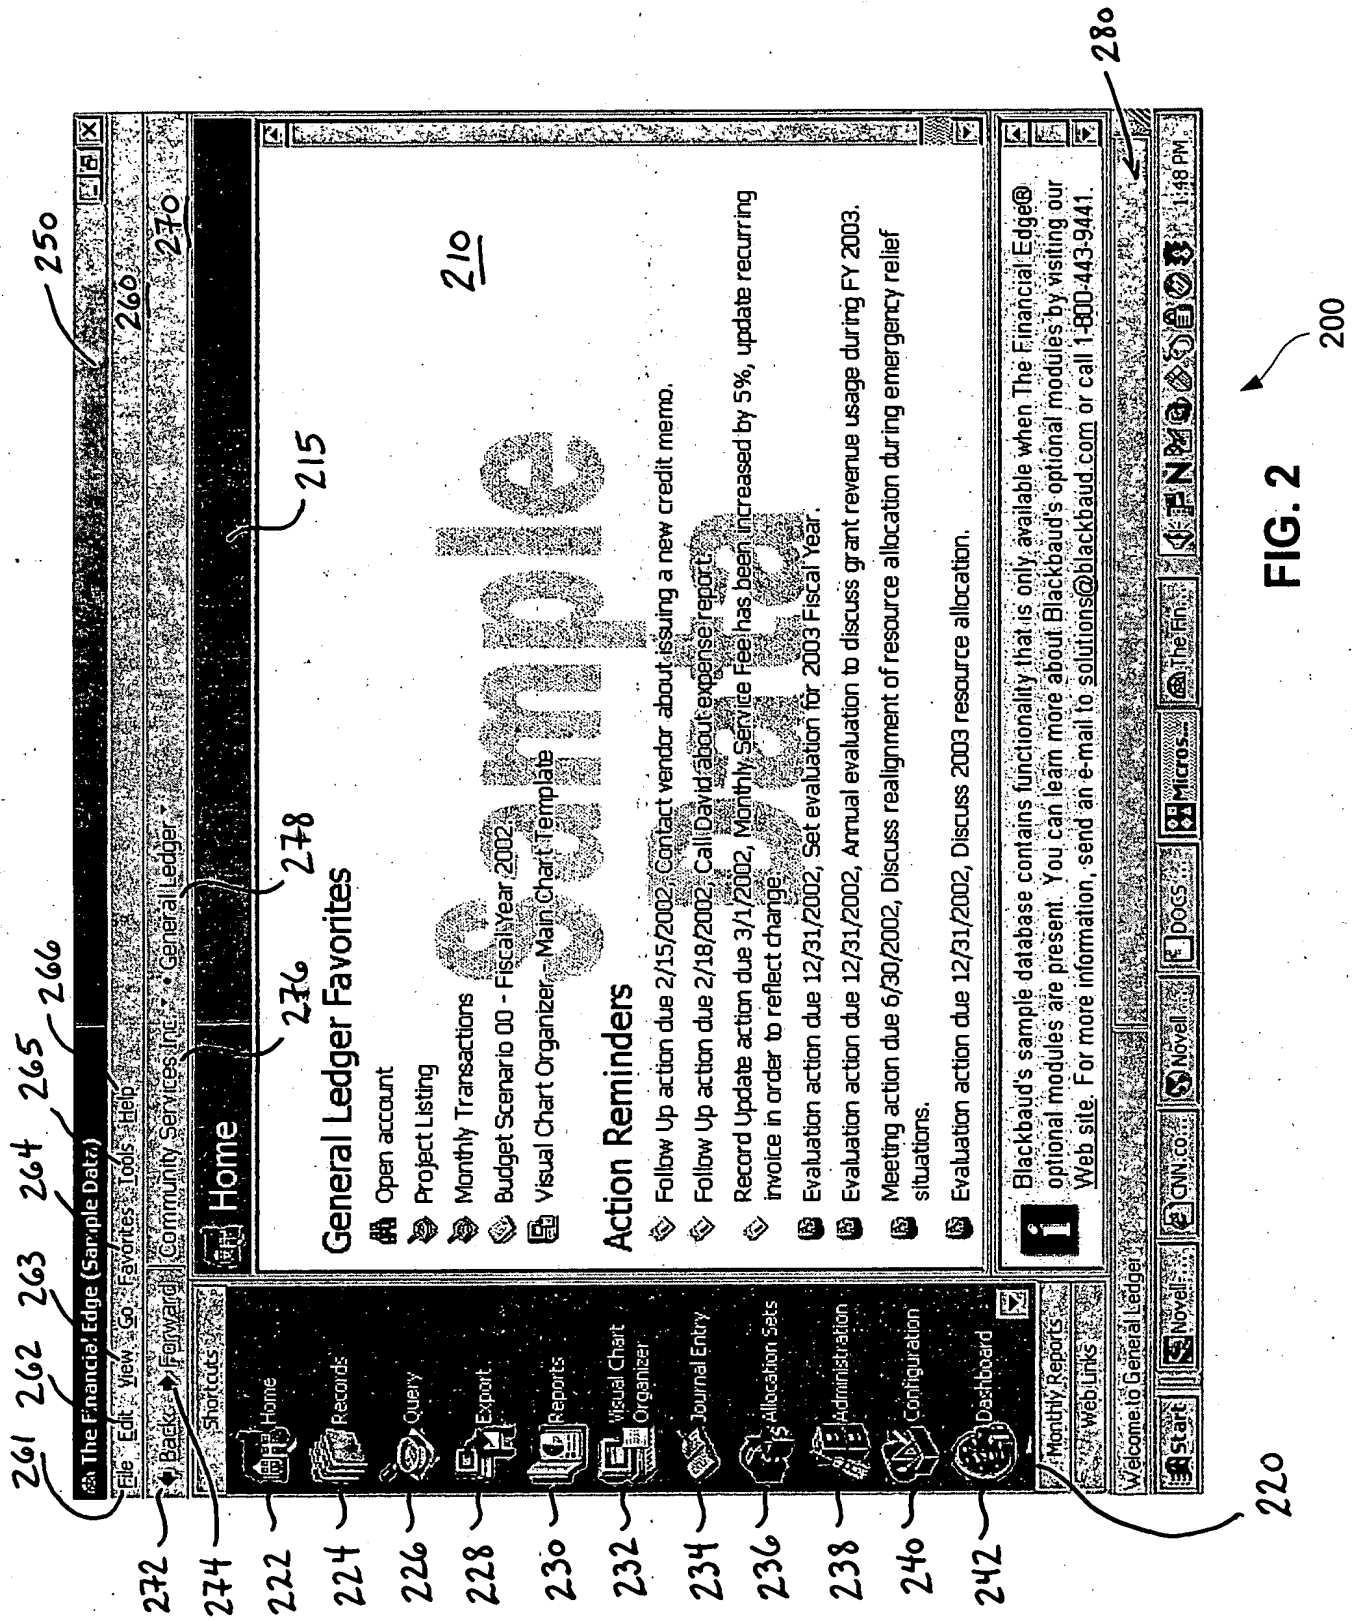 261 262 263 264 265 266
The Financial Edge (Sample Data)
250
File Edit View Go Favorites Tools Help
260
272
Back Forward Community Services Inc. General Ledger
270
274
276
278
Shortcuts
Home
215
222
Home
224
Records
226
Query
228
Export
230
Reports
232
Visual Chart
Organizer
234
Journal Entry
236
Allocation Sets
238
Administration
240
Configuration
242
Dashboard
220
Monthly Reports
Web Links
General Ledger Favorites
210
Open account
Project Listing
Monthly Transactions
Budget Scenario 00 - Fiscal Year 2002
Visual Chart Organizer - Main Chart Template
Sample
Data
Action Reminders
Follow Up action due 2/15/2002, Contact vendor about issuing a new credit memo.
Follow Up action due 2/18/2002, Call David about expense report.
Record Update action due 3/1/2002, Monthly Service Fee has been increased by 5%, update recurring
invoice in order to reflect change.
Evaluation action due 12/31/2002, Set evaluation for 2003 Fiscal Year.
Evaluation action due 12/31/2002, Annual evaluation to discuss grant revenue usage during FY 2003.
Meeting action due 6/30/2002, Discuss realignment of resource allocation during emergency relief
situations.
Evaluation action due 12/31/2002, Discuss 2003 resource allocation.
Blackbaud's sample database contains functionality that is only available when The Financial Edge®
optional modules are present. You can learn more about Blackbaud's optional modules by visiting our
Web site. For more information, send an e-mail to solutions@blackbaud.com or call 1-800-443-9441.
Welcome to General Ledger
280
Start Novell-... CNN.co... Novell... DOCS Micros... The Fin... N 1:48 PM
200
FIG. 2